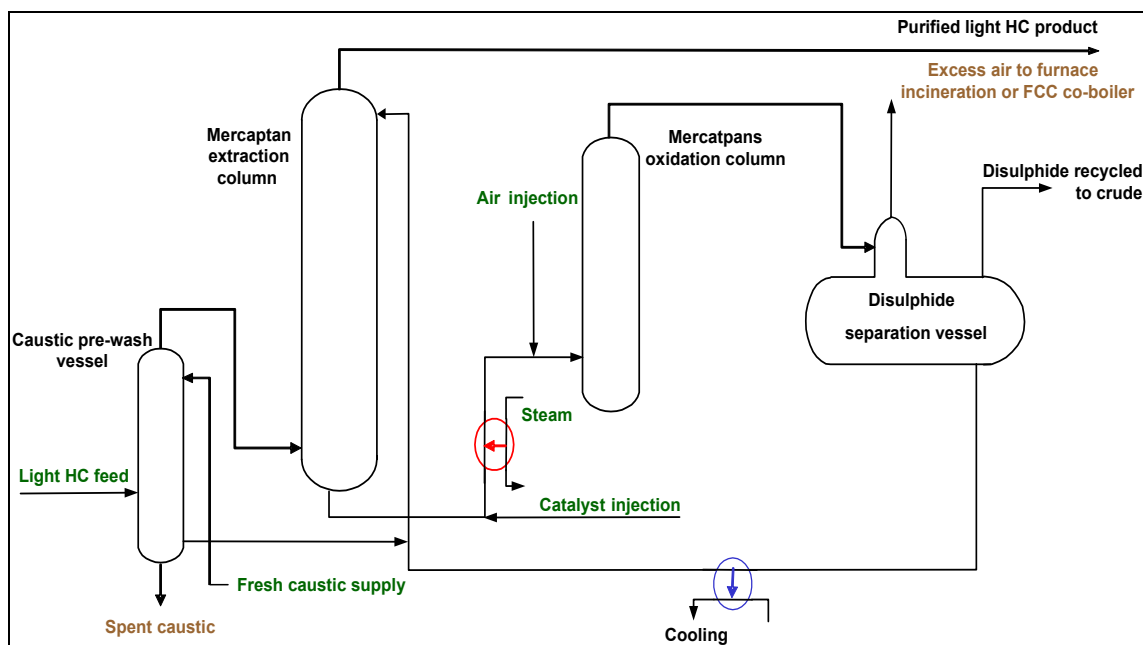 Purified light HC product
Excess air to furnace
incineration or FCC co-boiler
Mercaptan
extraction
column
Mercatpans
oxidation column
Disulphide recycled
to crude
Air injection
Disulphide
separation vessel
Caustic pre-wash
vessel
Steam
Light HC feed
Catalyst injection
Fresh caustic supply
Spent caustic
Cooling